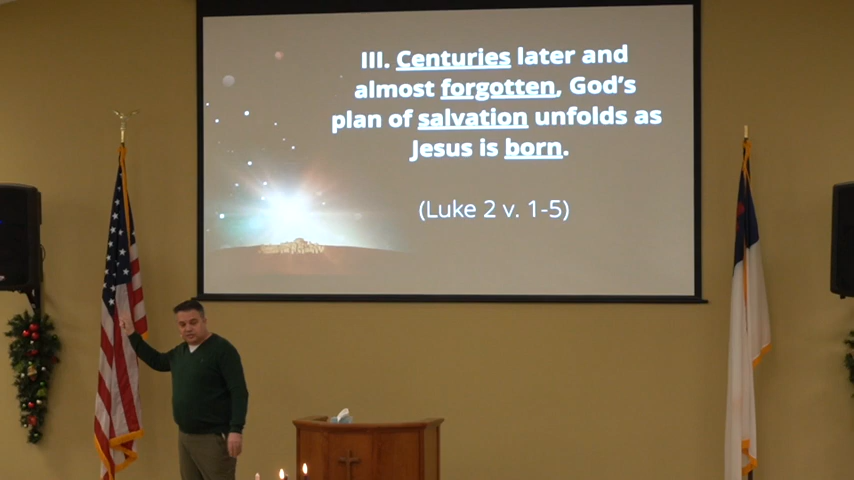 III. Centuries later and
almost forgotten, God's
plan of salvation unfolds as
Jesus is born.
(Luke 2 v. 1-5)